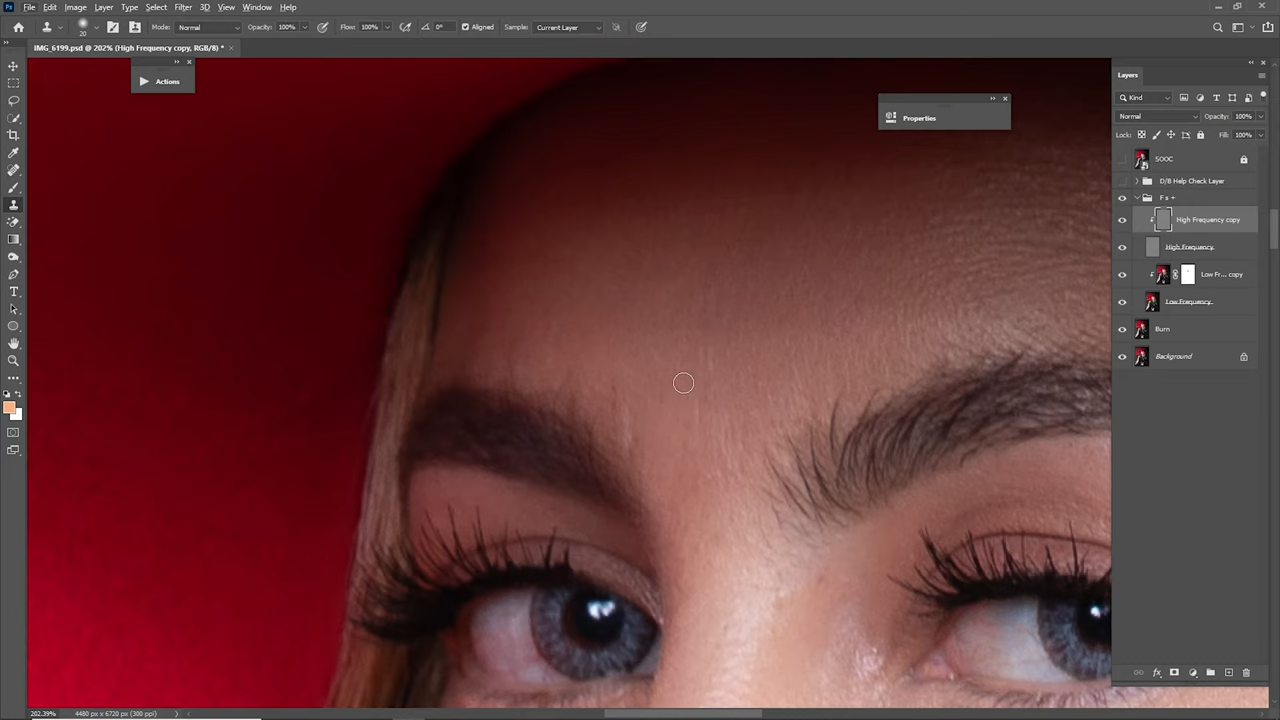 Ps File Edit Image Layer Type Select Filter 3D View Window Help
20 Mode: Normal Opacity: 100% Flow: 100% 0° Aligned Sample: Current Layer
IMG_6199.psd @ 202% (High Frequency copy, RGB/8) *
Actions
Properties
Layers
Kind
Normal Opacity: 100%
Lock: Fill: 100%
SOOC
D/B Help Check Layer
F s +
High Frequency copy
High Frequency
Low Fr... copy
Low Frequency
Burn
Background
202.39% 4480 px x 6720 px (300 ppi)